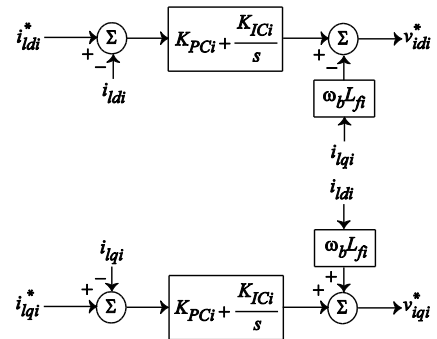 i*ldi + Σ − KPCi + KICi/s + Σ − v*idi
ildi
ωbLfi
ilqi
ildi
ωbLfi
ilqi
i*lqi + − Σ KPCi + KICi/s + + Σ v*iqi